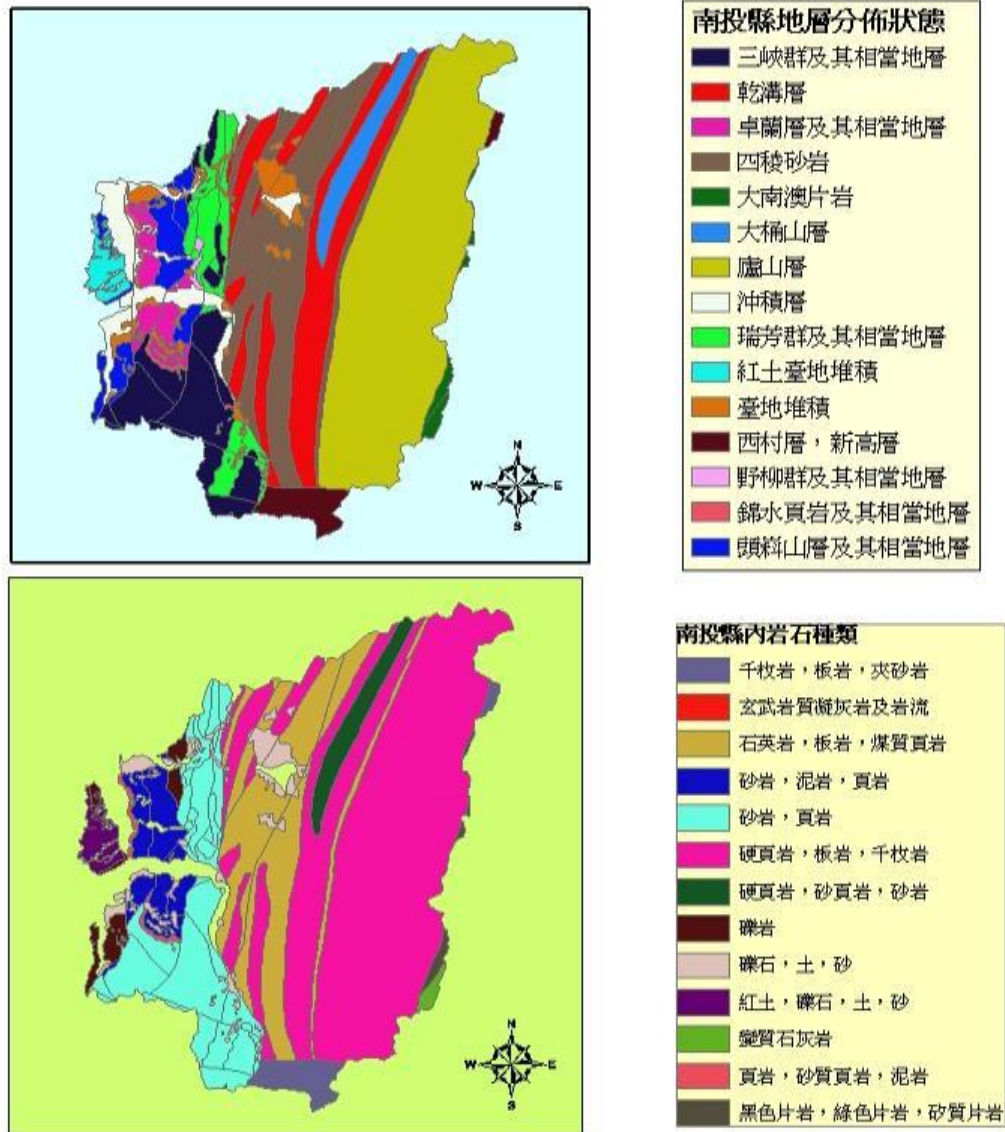 南投縣地層分佈狀態
三峽群及其相當地層
乾溝層
卓蘭層及其相當地層
四稜砂岩
大南澳片岩
大桶山層
廬山層
沖積層
瑞芳群及其相當地層
紅土臺地堆積
臺地堆積
西村層，新高層
野柳群及其相當地層
錦水頁岩及其相當地層
頭嵙山層及其相當地層
N
W E
S
南投縣內岩石種類
千枚岩，板岩，夾砂岩
玄武岩質凝灰岩及岩流
石英岩，板岩，煤質頁岩
砂岩，泥岩，頁岩
砂岩，頁岩
硬頁岩，板岩，千枚岩
硬頁岩，砂頁岩，砂岩
礫岩
礫石，土，砂
紅土，礫石，土，砂
變質石灰岩
頁岩，砂質頁岩，泥岩
黑色片岩，綠色片岩，矽質片岩
N
W E
S